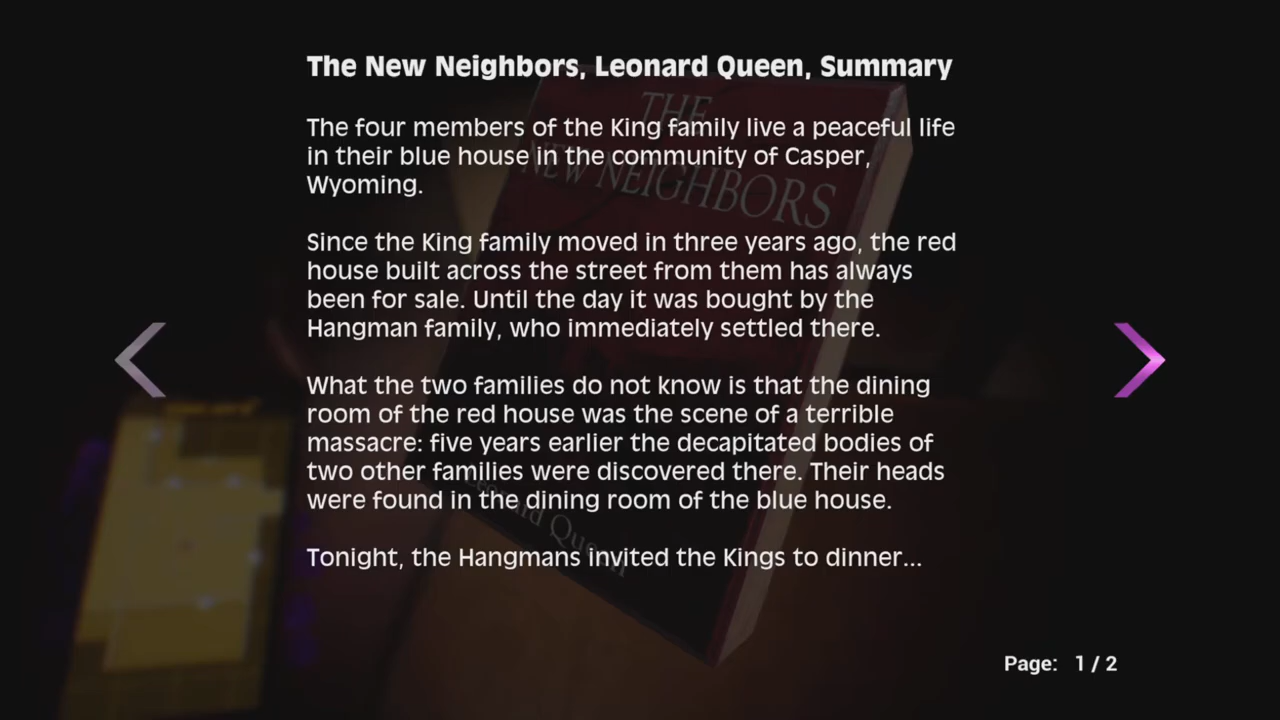 The New Neighbors, Leonard Queen, Summary
The four members of the King family live a peaceful life
in their blue house in the community of Casper,
Wyoming.
Since the King family moved in three years ago, the red
house built across the street from them has always
been for sale. Until the day it was bought by the
Hangman family, who immediately settled there.
What the two families do not know is that the dining
room of the red house was the scene of a terrible
massacre: five years earlier the decapitated bodies of
two other families were discovered there. Their heads
were found in the dining room of the blue house.
Tonight, the Hangmans invited the Kings to dinner...
Page: 1 / 2
THE
NEW NEIGHBORS
Leonard Queen